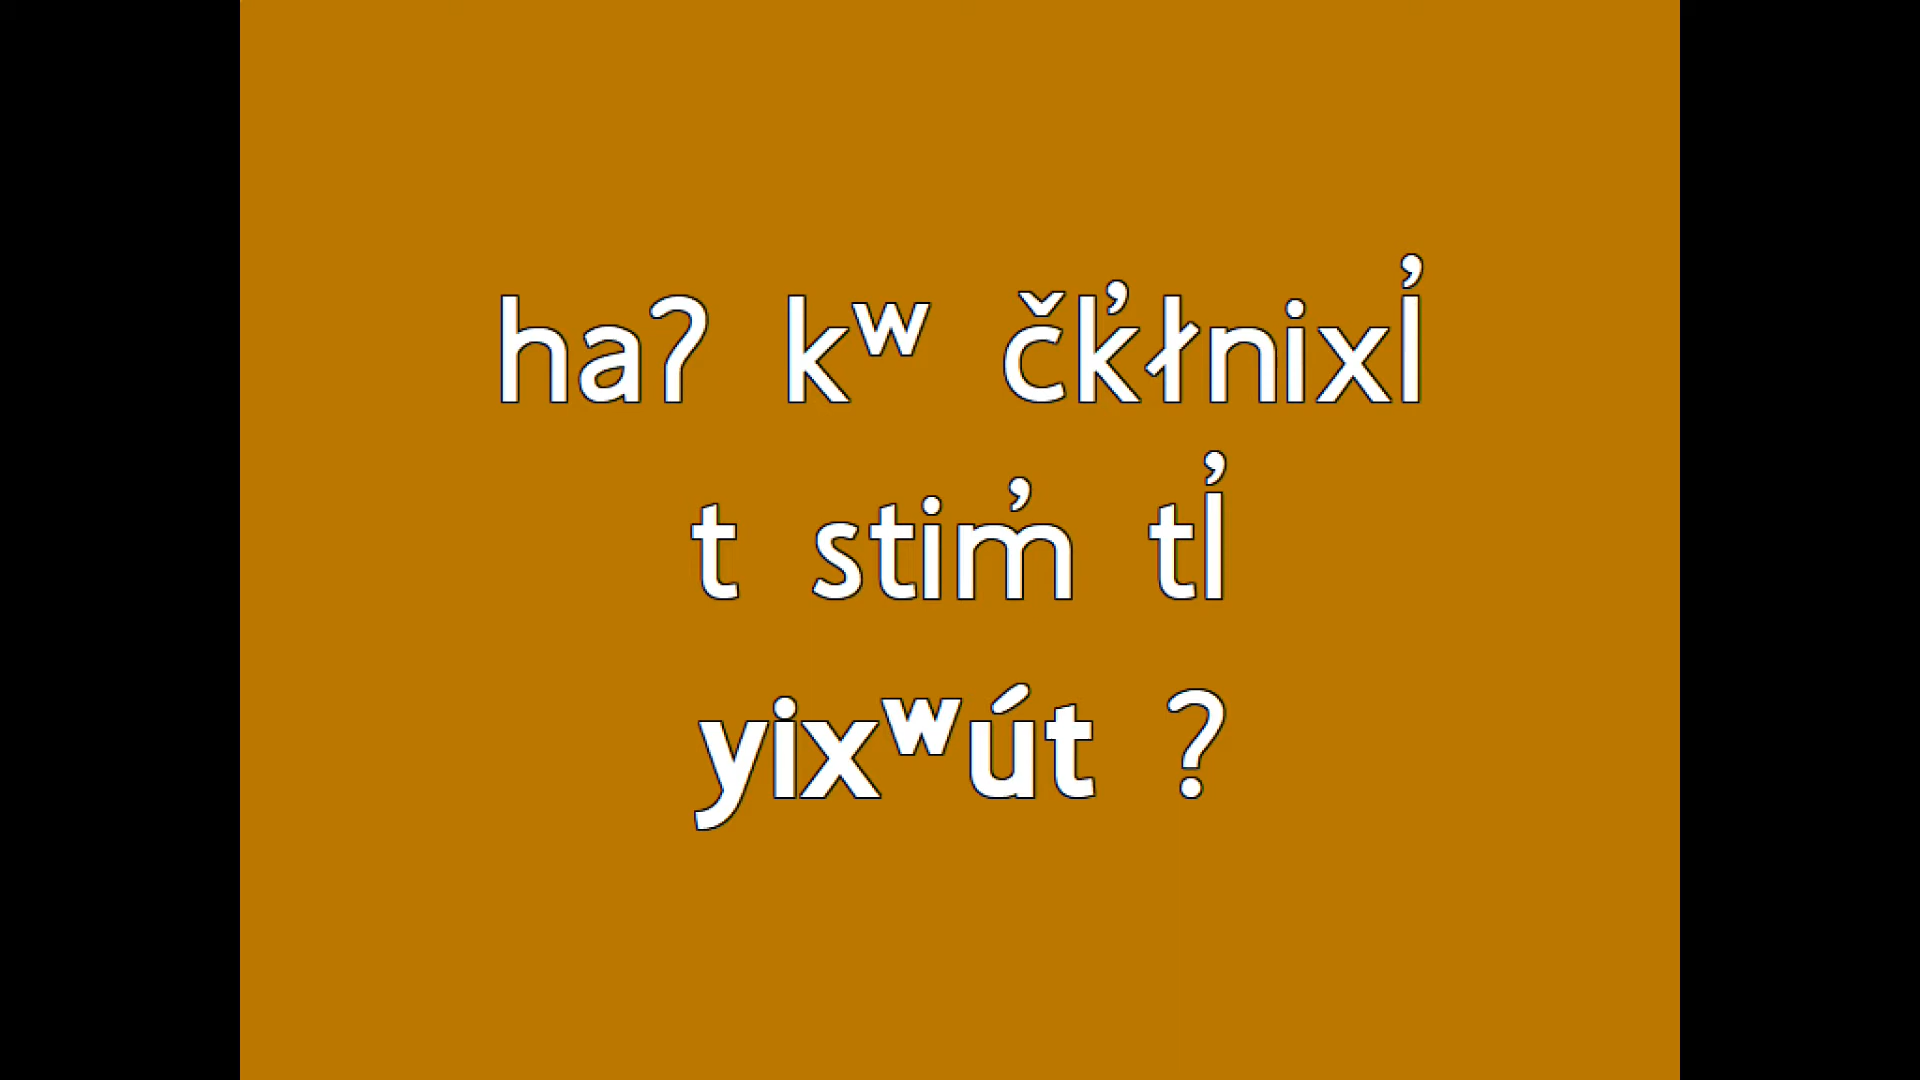 haʔ kʷ čk̓łnixl̓
t stim̓ tl̓
yixʷút ?